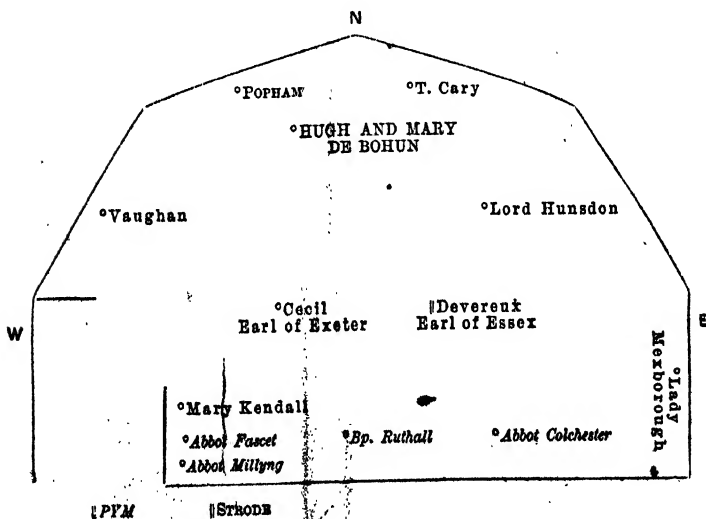 N
°POPHAM
°T. Cary
°HUGH AND MARY
DE BOHUN
°Vaughan
°Lord Hunsdon
°Cecil
Earl of Exeter
‖Devereux
Earl of Essex
W
E
°Lady
Mexborough
°Mary Kendall
°Abbot Fascet
°Bp. Ruthall
°Abbot Colchester
°Abbot Millyng
‖PYM
‖STRODE